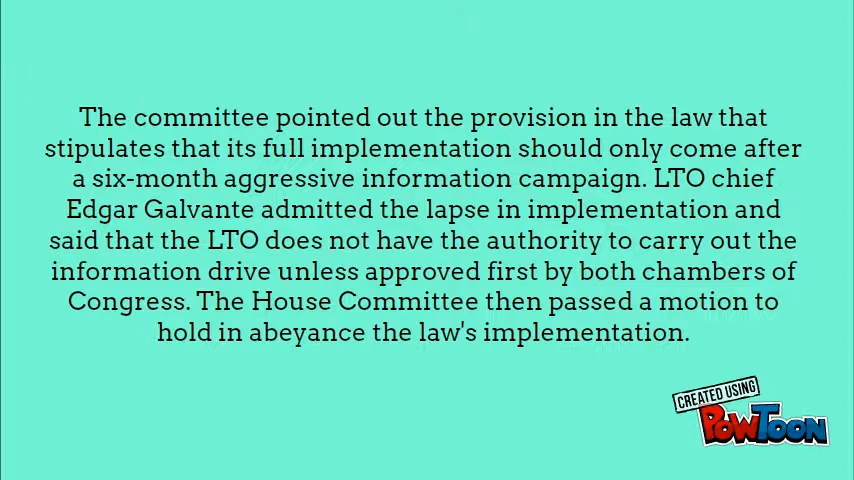 The committee pointed out the provision in the law that
stipulates that its full implementation should only come after
a six-month aggressive information campaign. LTO chief
Edgar Galvante admitted the lapse in implementation and
said that the LTO does not have the authority to carry out the
information drive unless approved first by both chambers of
Congress. The House Committee then passed a motion to
hold in abeyance the law's implementation.
CREATED USING
POWTOON